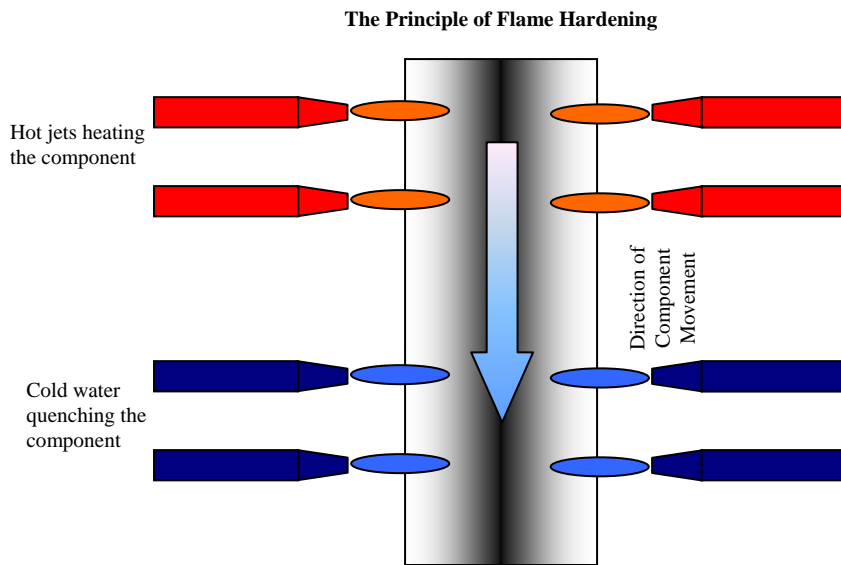 The Principle of Flame Hardening
Hot jets heating
the component
Direction of
Component
Movement
Cold water
quenching the
component